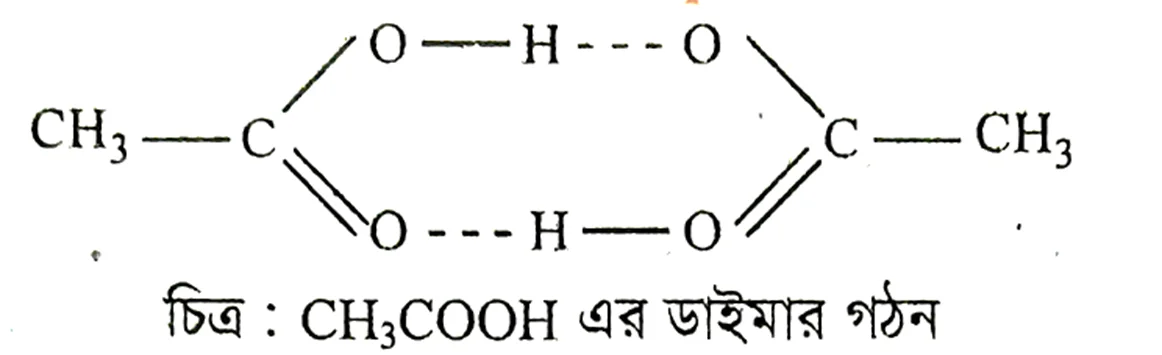 O — H --- O
CH₃ — C C — CH₃
O --- H — O
চিত্র : CH₃COOH এর ডাইমার গঠন